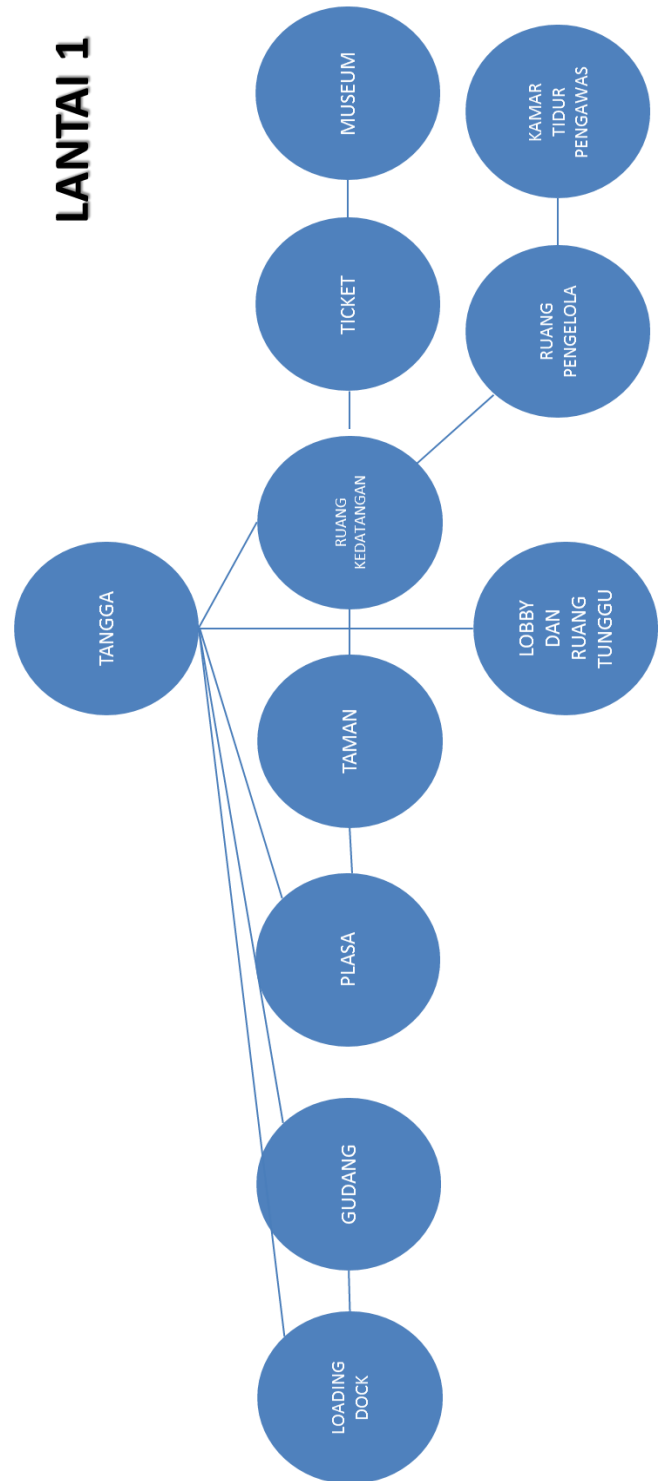 LANTAI 1
TANGGA
LOADING
DOCK
GUDANG
PLASA
TAMAN
RUANG
KEDATANGAN
TICKET
MUSEUM
LOBBY
DAN
RUANG
TUNGGU
RUANG
PENGELOLA
KAMAR
TIDUR
PENGAWAS